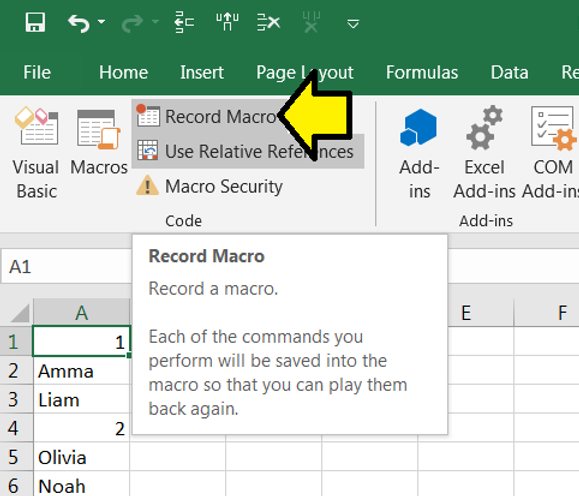 File Home Insert Page Layout Formulas Data Re
Visual Basic
Macros
Record Macro
Use Relative References
Macro Security
Code
Add-ins
Excel Add-ins
COM Add-ins
Add-ins
A1
A E F
1 1
2 Amma
3 Liam
4 2
5 Olivia
6 Noah
Record Macro
Record a macro.
Each of the commands you
perform will be saved into the
macro so that you can play them
back again.